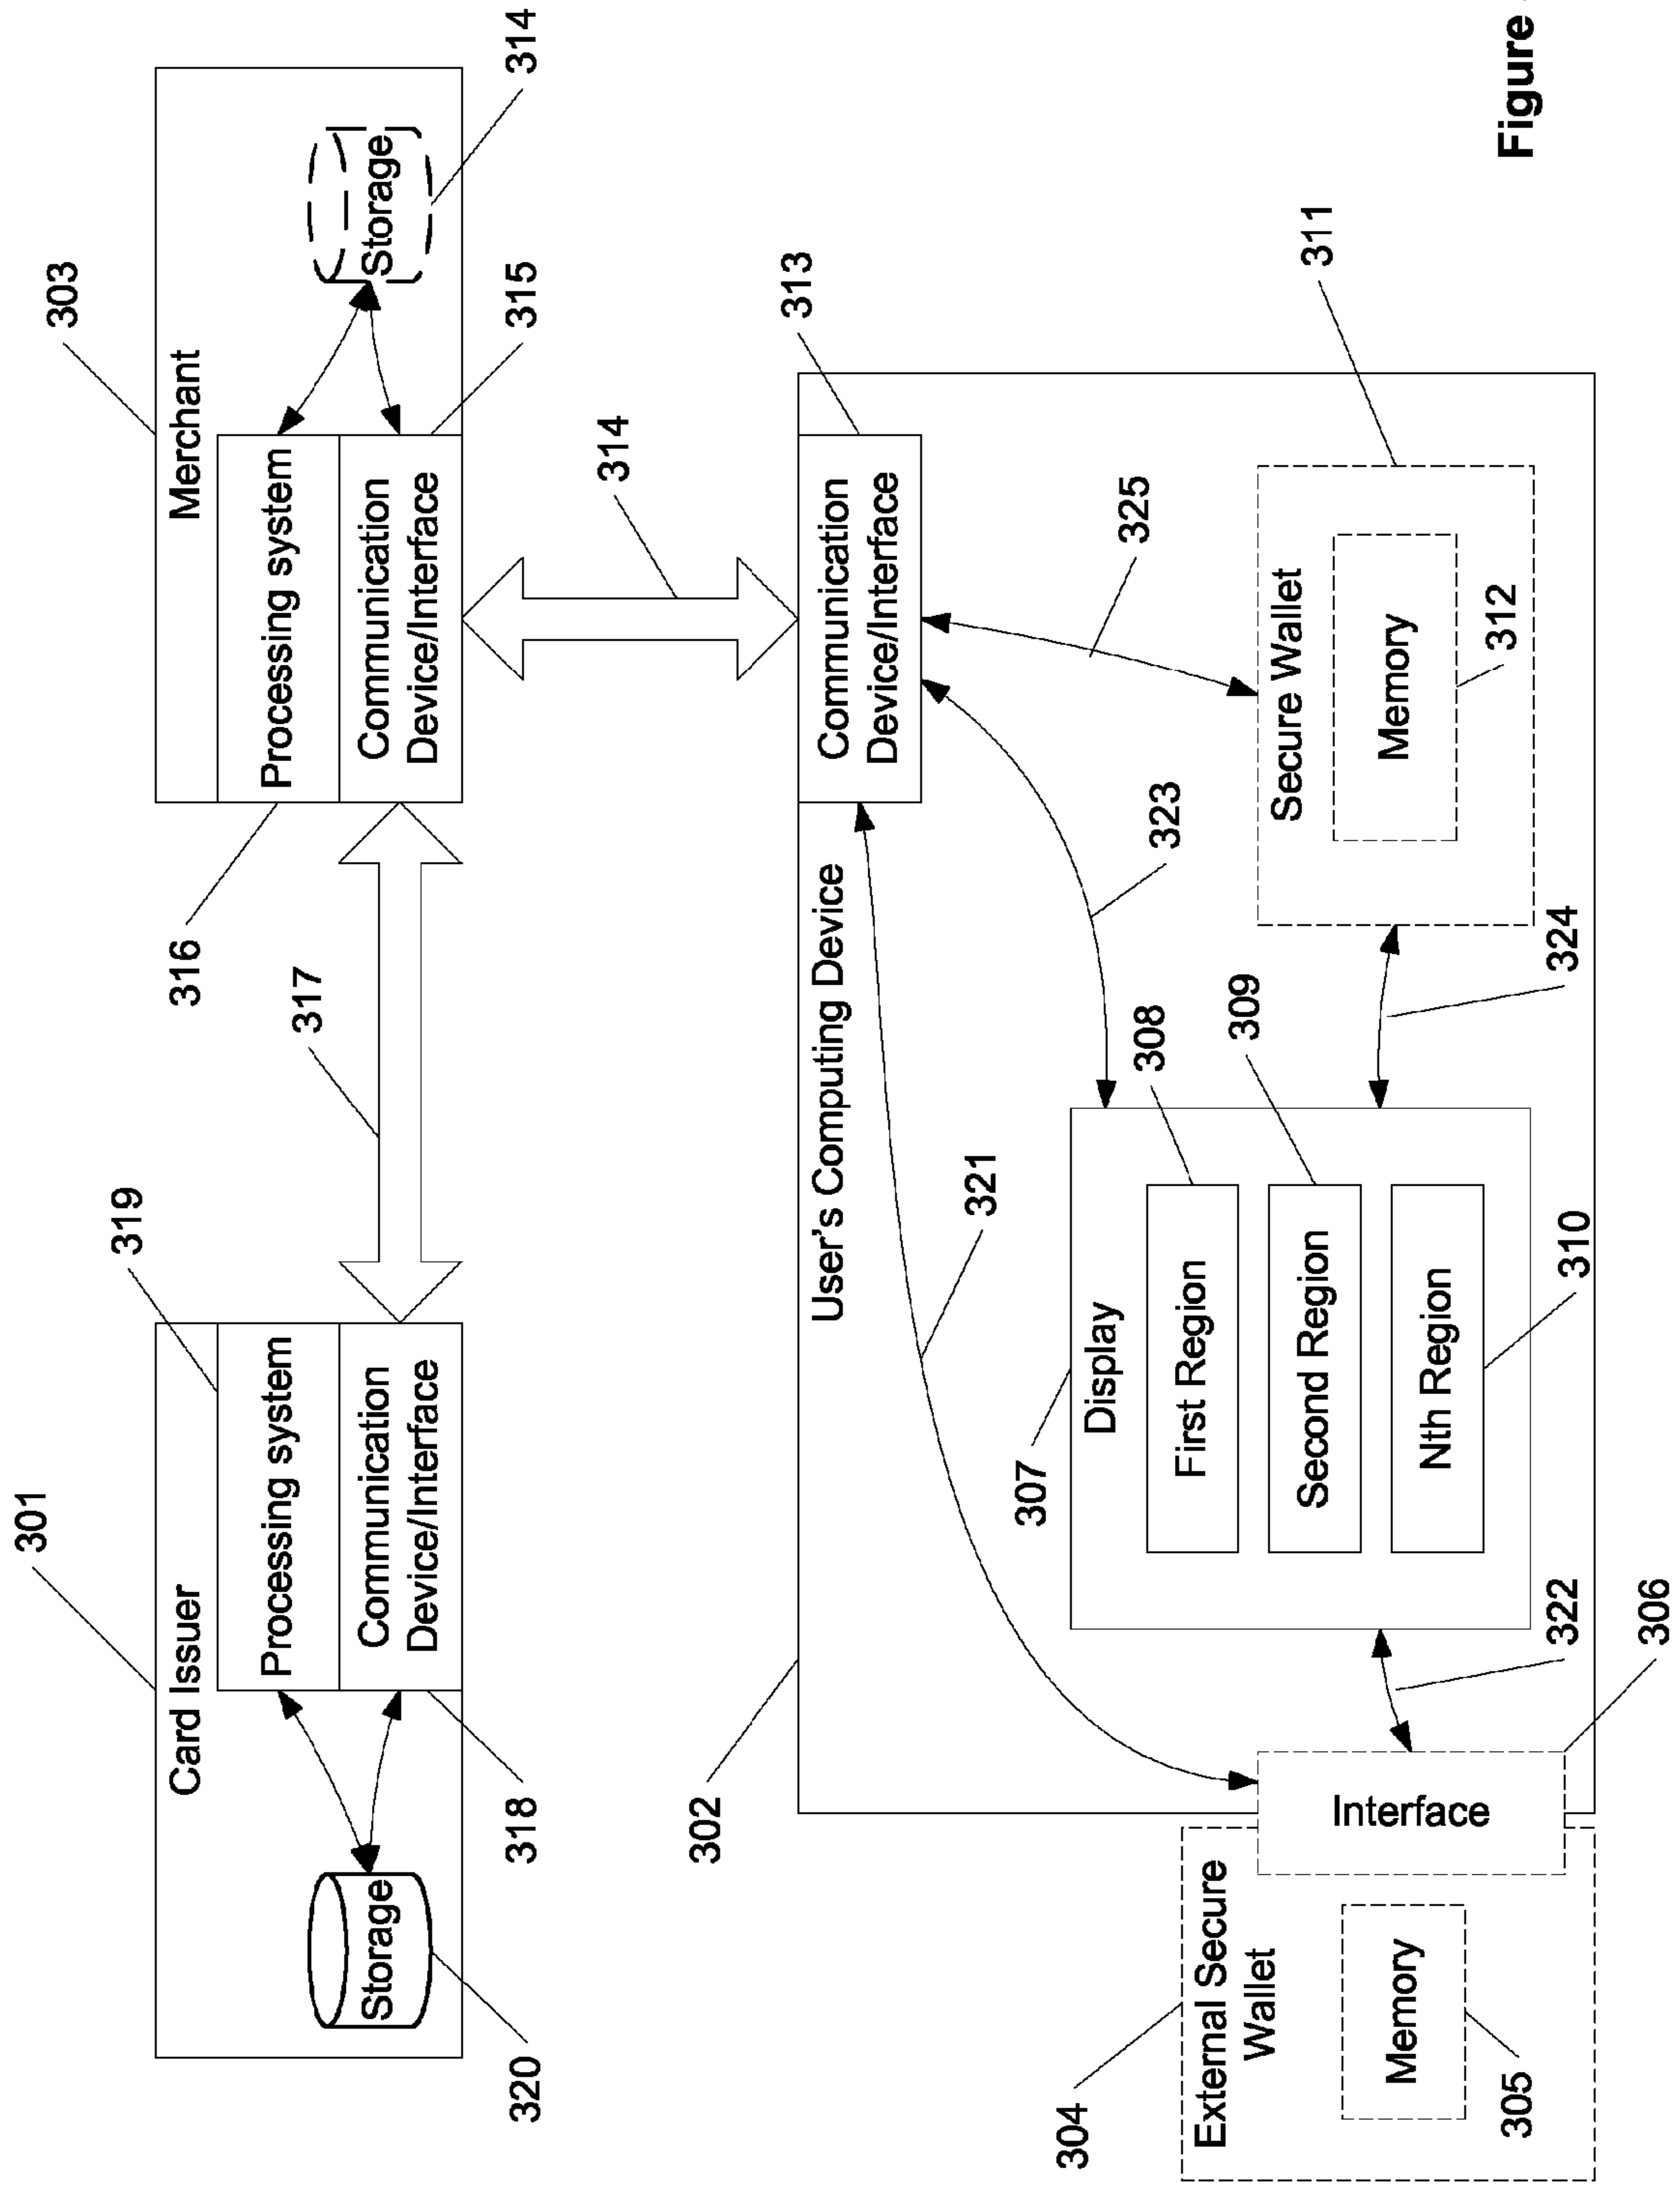 301
Card Issuer
319
Processing system
Communication
Device/Interface
Storage
320
318
317
303
Merchant
316
Processing system
Communication
Device/Interface
Storage
314
315
314
302
User's Computing Device
313
Communication
Device/Interface
321
323
325
307
Display
First Region
308
Second Region
309
Nth Region
310
311
Secure Wallet
Memory
312
324
322
306
Interface
304
External Secure
Wallet
Memory
305
Figure